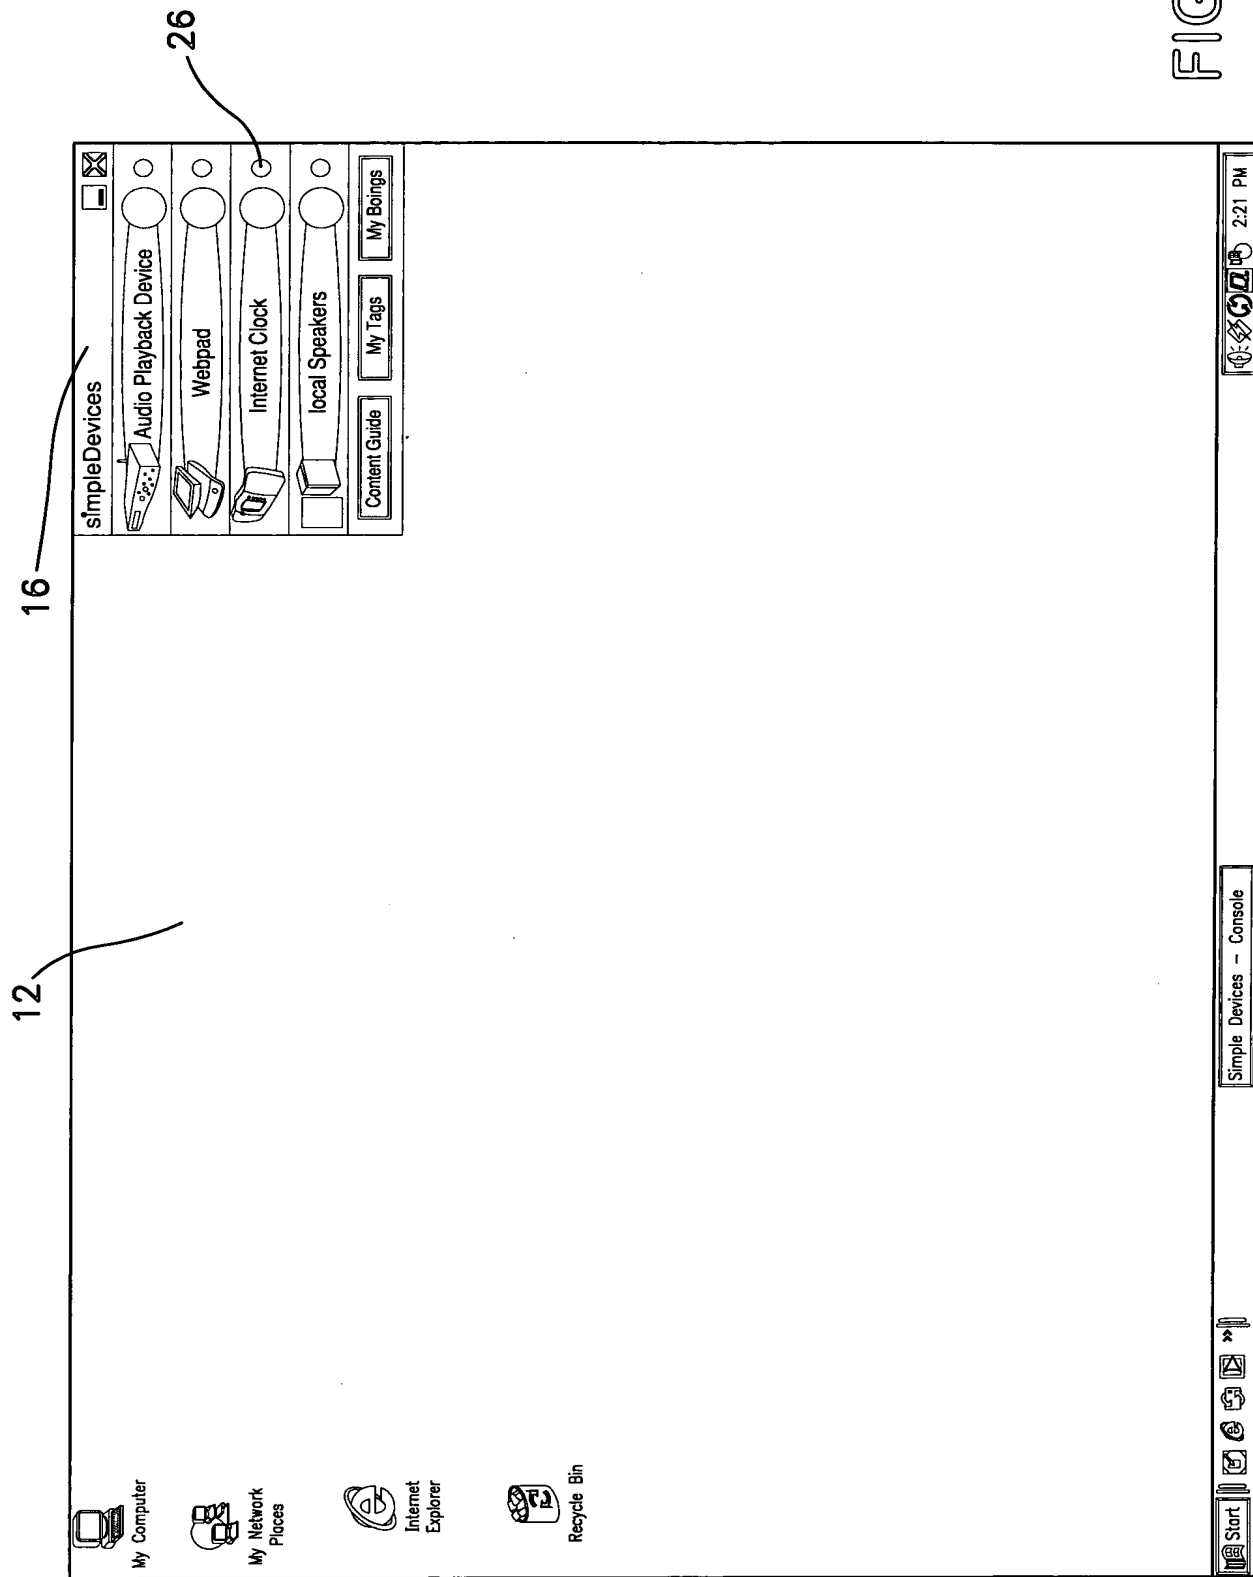 12
16
26
My Computer
My Network
Places
Internet
Explorer
Recycle Bin
simpleDevices
Audio Playback Device
Webpad
Internet Clock
local Speakers
Content Guide
My Tags
My Boings
Start
Simple Devices - Console
2:21 PM